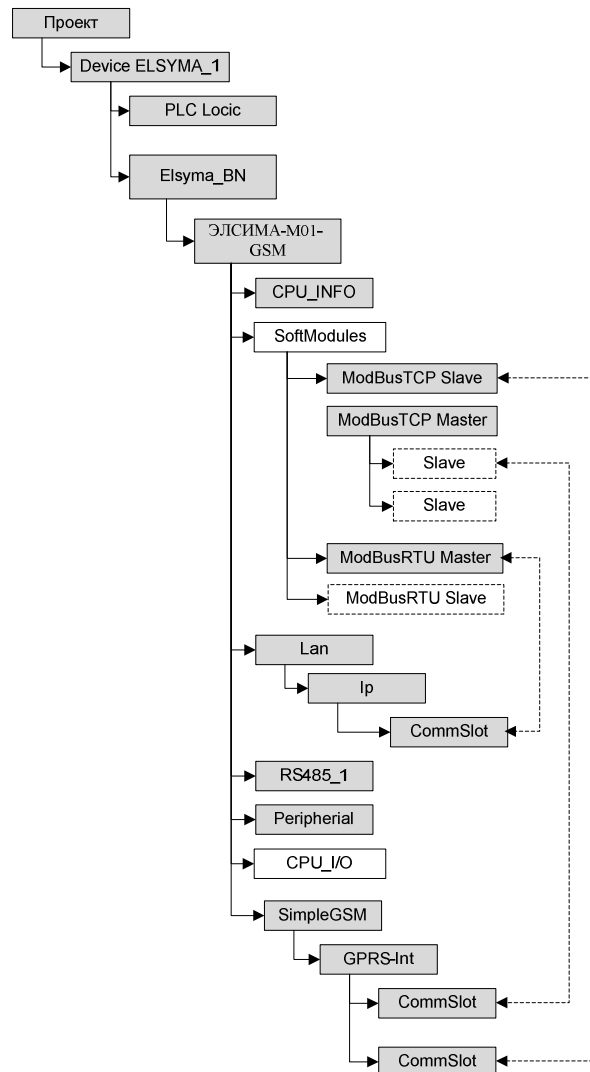 Проект
Device ELSYMA_1
PLC Locic
Elsyma_BN
ЭЛСИМА-М01-
GSM
CPU_INFO
SoftModules
ModBusTCP Slave
ModBusTCP Master
Slave
Slave
ModBusRTU Master
ModBusRTU Slave
Lan
Ip
CommSlot
RS485_1
Peripherial
CPU_I/O
SimpleGSM
GPRS-Int
CommSlot
CommSlot